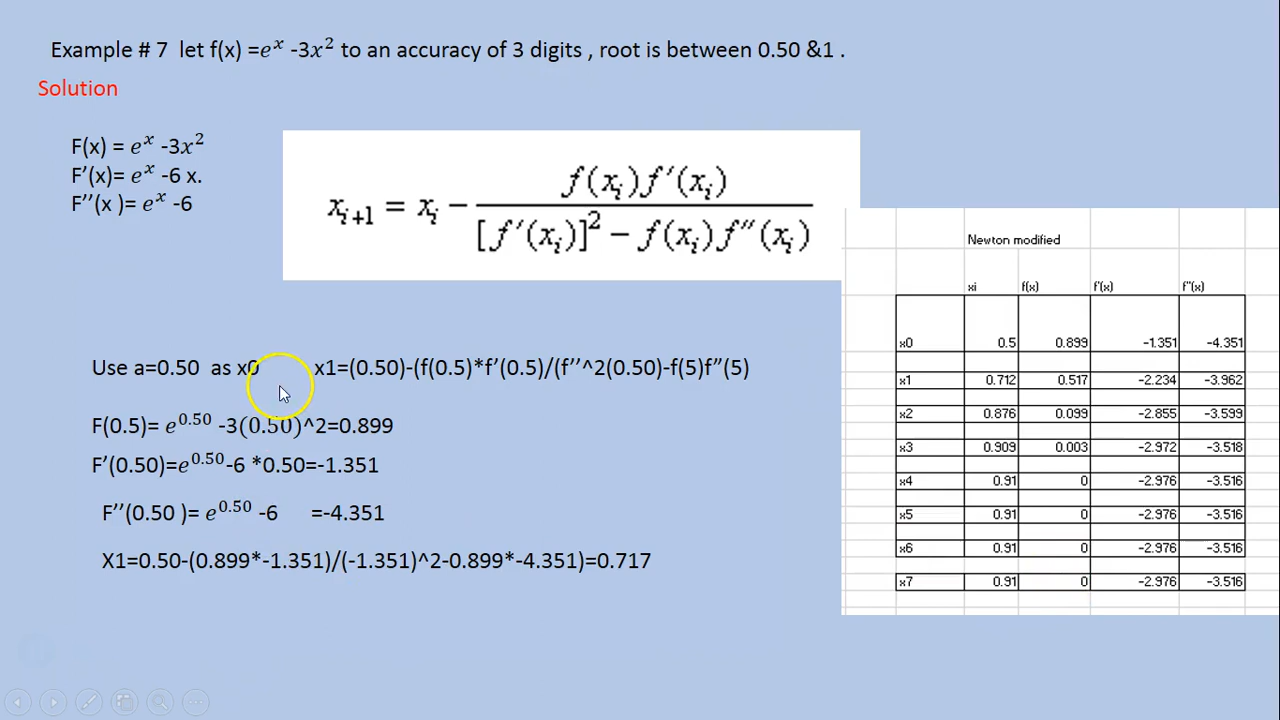 Example # 7 let f(x) =eˣ -3x² to an accuracy of 3 digits , root is between 0.50 &1 .
Solution
F(x) = eˣ -3x²
F’(x)= eˣ -6 x.
F’’(x )= eˣ -6
xᵢ₊₁ = xᵢ − f(xᵢ)f′(xᵢ) / [f′(xᵢ)]² − f(xᵢ)f″(xᵢ)
Use a=0.50 as x0 x1=(0.50)-(f(0.5)*f’(0.5)/(f’’^2(0.50)-f(5)f”(5)
F(0.5)= e⁰·⁵⁰ -3(0.50)^2=0.899
F’(0.50)=e⁰·⁵⁰-6 *0.50=-1.351
F’’(0.50 )= e⁰·⁵⁰ -6 =-4.351
X1=0.50-(0.899*-1.351)/(-1.351)^2-0.899*-4.351)=0.717
Newton modified
xi f(x) f'(x) f''(x)
x0 0.5 0.899 -1.351 -4.351
x1 0.712 0.517 -2.234 -3.962
x2 0.876 0.099 -2.855 -3.599
x3 0.909 0.003 -2.972 -3.518
x4 0.91 0 -2.976 -3.516
x5 0.91 0 -2.976 -3.516
x6 0.91 0 -2.976 -3.516
x7 0.91 0 -2.976 -3.516